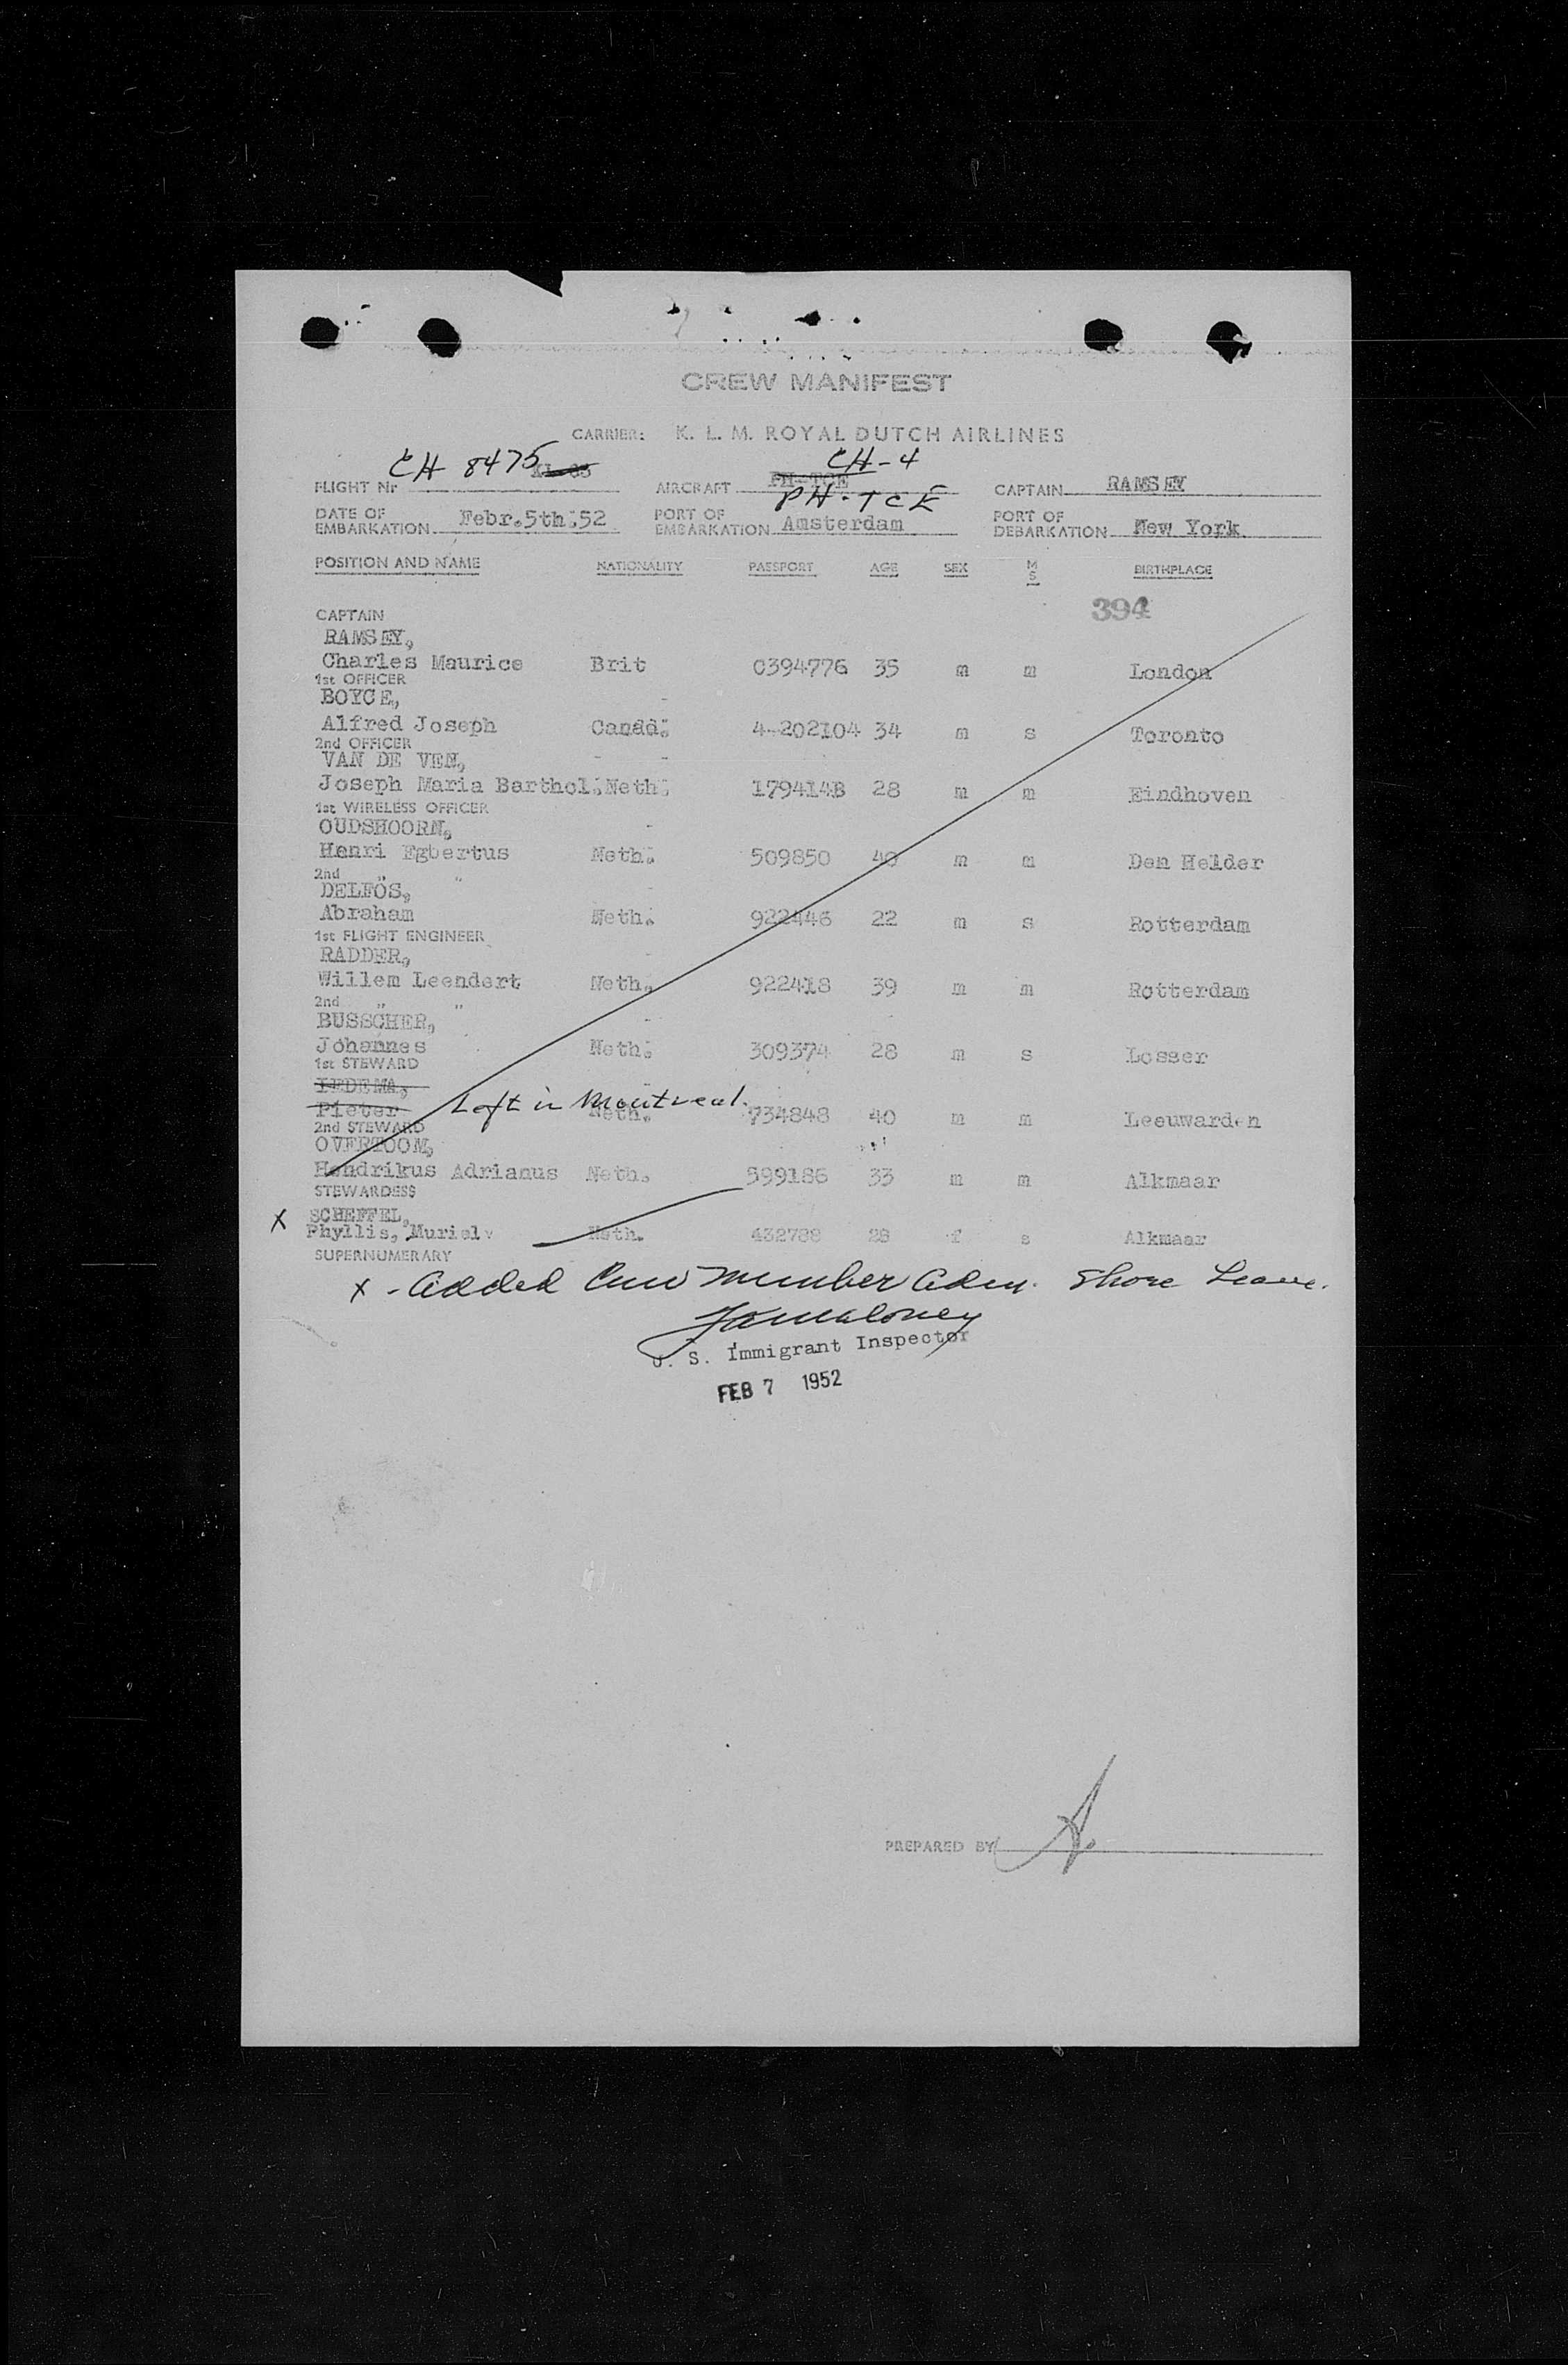 CREW MANIFEST
CARRIER: K. L. M. ROYAL DUTCH AIRLINES
CH 8475 CH-4
FLIGHT Nr AIRCRAFT PH-TCE CAPTAIN RAMSEY
PH-TCE
DATE OF EMBARKATION Febr.5th:52 PORT OF EMBARKATION Amsterdam PORT OF DEBARKATION New York
POSITION AND NAME NATIONALITY PASSPORT AGE SEX M S BIRTHPLACE
394
CAPTAIN
RAMSEY,
Charles Maurice Brit 0394776 35 m m London
1st OFFICER
BOYCE,
Alfred Joseph Canad. 4-202104 34 m s Toronto
2nd OFFICER
VAN DE VEN,
Joseph Maria Barthol. Neth. 179414B 28 m m Eindhoven
1st WIRELESS OFFICER
OUDSHOORN,
Henri Egbertus Neth. 509850 40 m m Den Helder
2nd " "
DELFOS,
Abraham Neth. 922446 22 m s Rotterdam
1st FLIGHT ENGINEER
RADDER,
Willem Leendert Neth. 922418 39 m m Rotterdam
2nd " "
BUSSCHER,
Johannes Neth. 309374 28 m s Losser
1st STEWARD
Left in Montreal.
Pieter Neth. 734848 40 m m Leeuwarden
2nd STEWARD
OVERTOOM,
Hendrikus Adrianus Neth. 599186 33 m m Alkmaar
STEWARDESS
X SCHEFFEL,
Phyllis, Muriel Neth. 432788 28 f s Alkmaar
SUPERNUMERARY
X - Added Crew Member Adm. Shore Leave.
U. S. Immigrant Inspector
FEB 7 1952
PREPARED BY A.